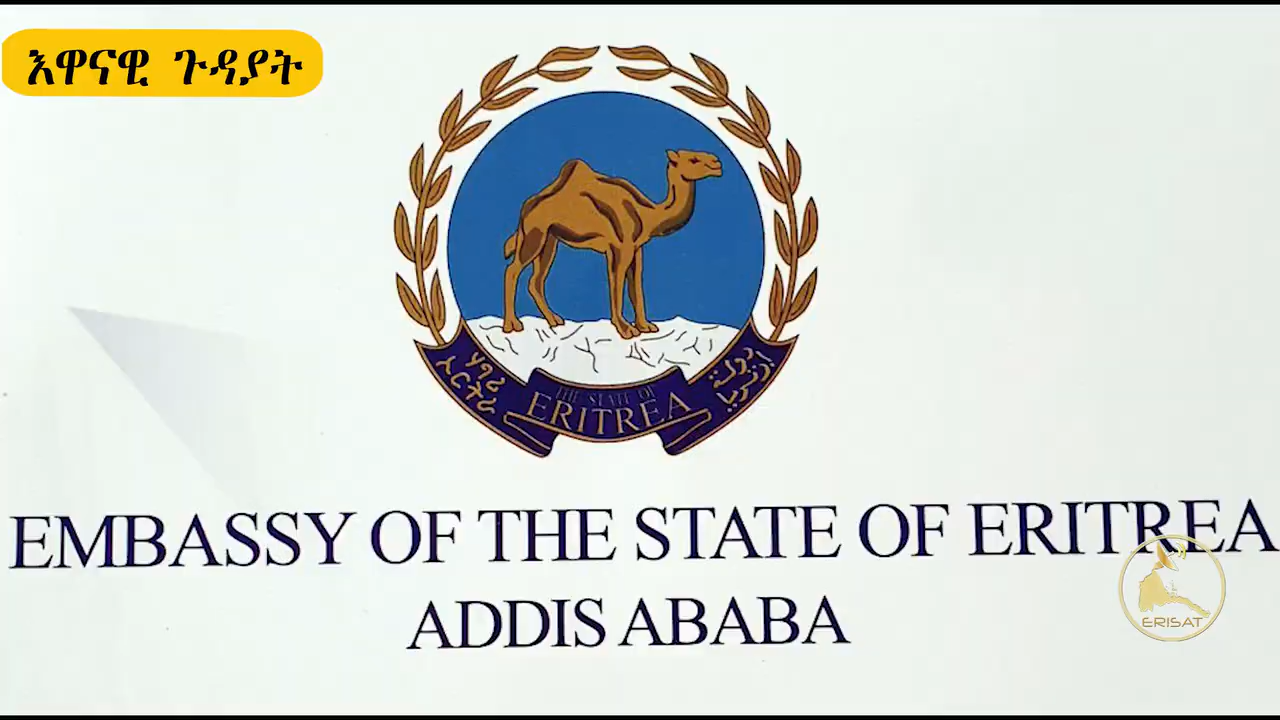 እዋናዊ ጉዳያት
ሃገረ
ኤርትራ
THE STATE OF
ERITREA
دولة
إرتريا
EMBASSY OF THE STATE OF ERITREA
ADDIS ABABA
ERISAT